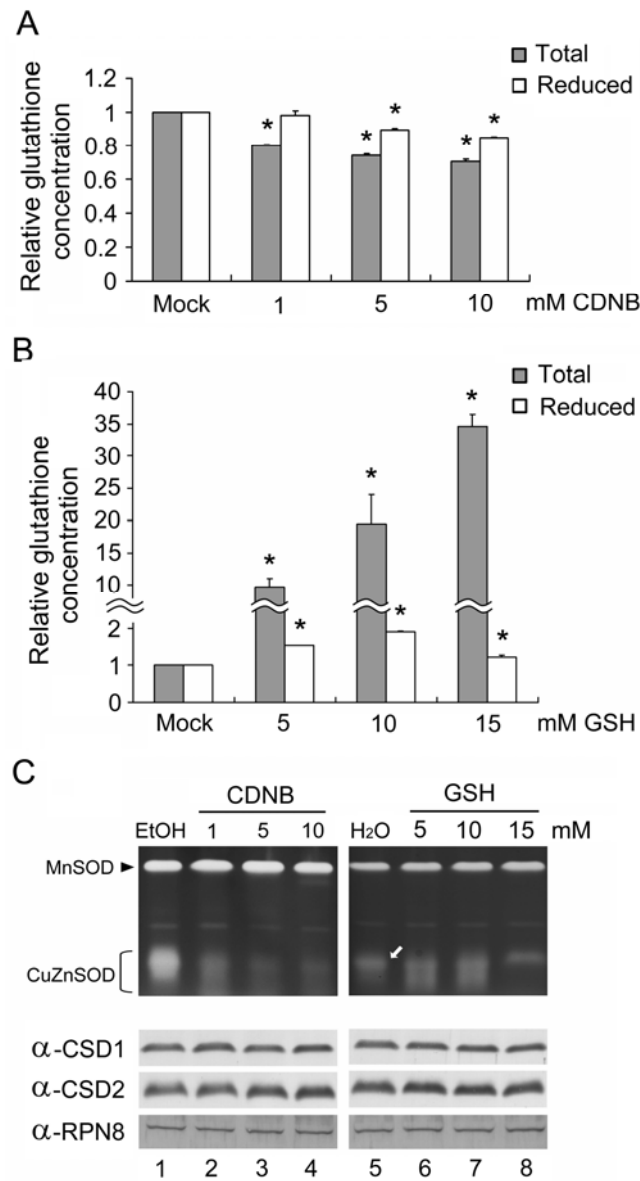 A
Relative glutathione concentration
Total
Reduced
1.2
1
0.8
0.6
0.4
0.2
0
* * * * *
Mock 1 5 10 mM CDNB
B
Relative glutathione concentration
Total
Reduced
40
35
30
25
20
15
10
2
1
0
* * * * * *
Mock 5 10 15 mM GSH
C
CDNB GSH
EtOH 1 5 10 H2O 5 10 15 mM
MnSOD
CuZnSOD
α-CSD1
α-CSD2
α-RPN8
1 2 3 4 5 6 7 8